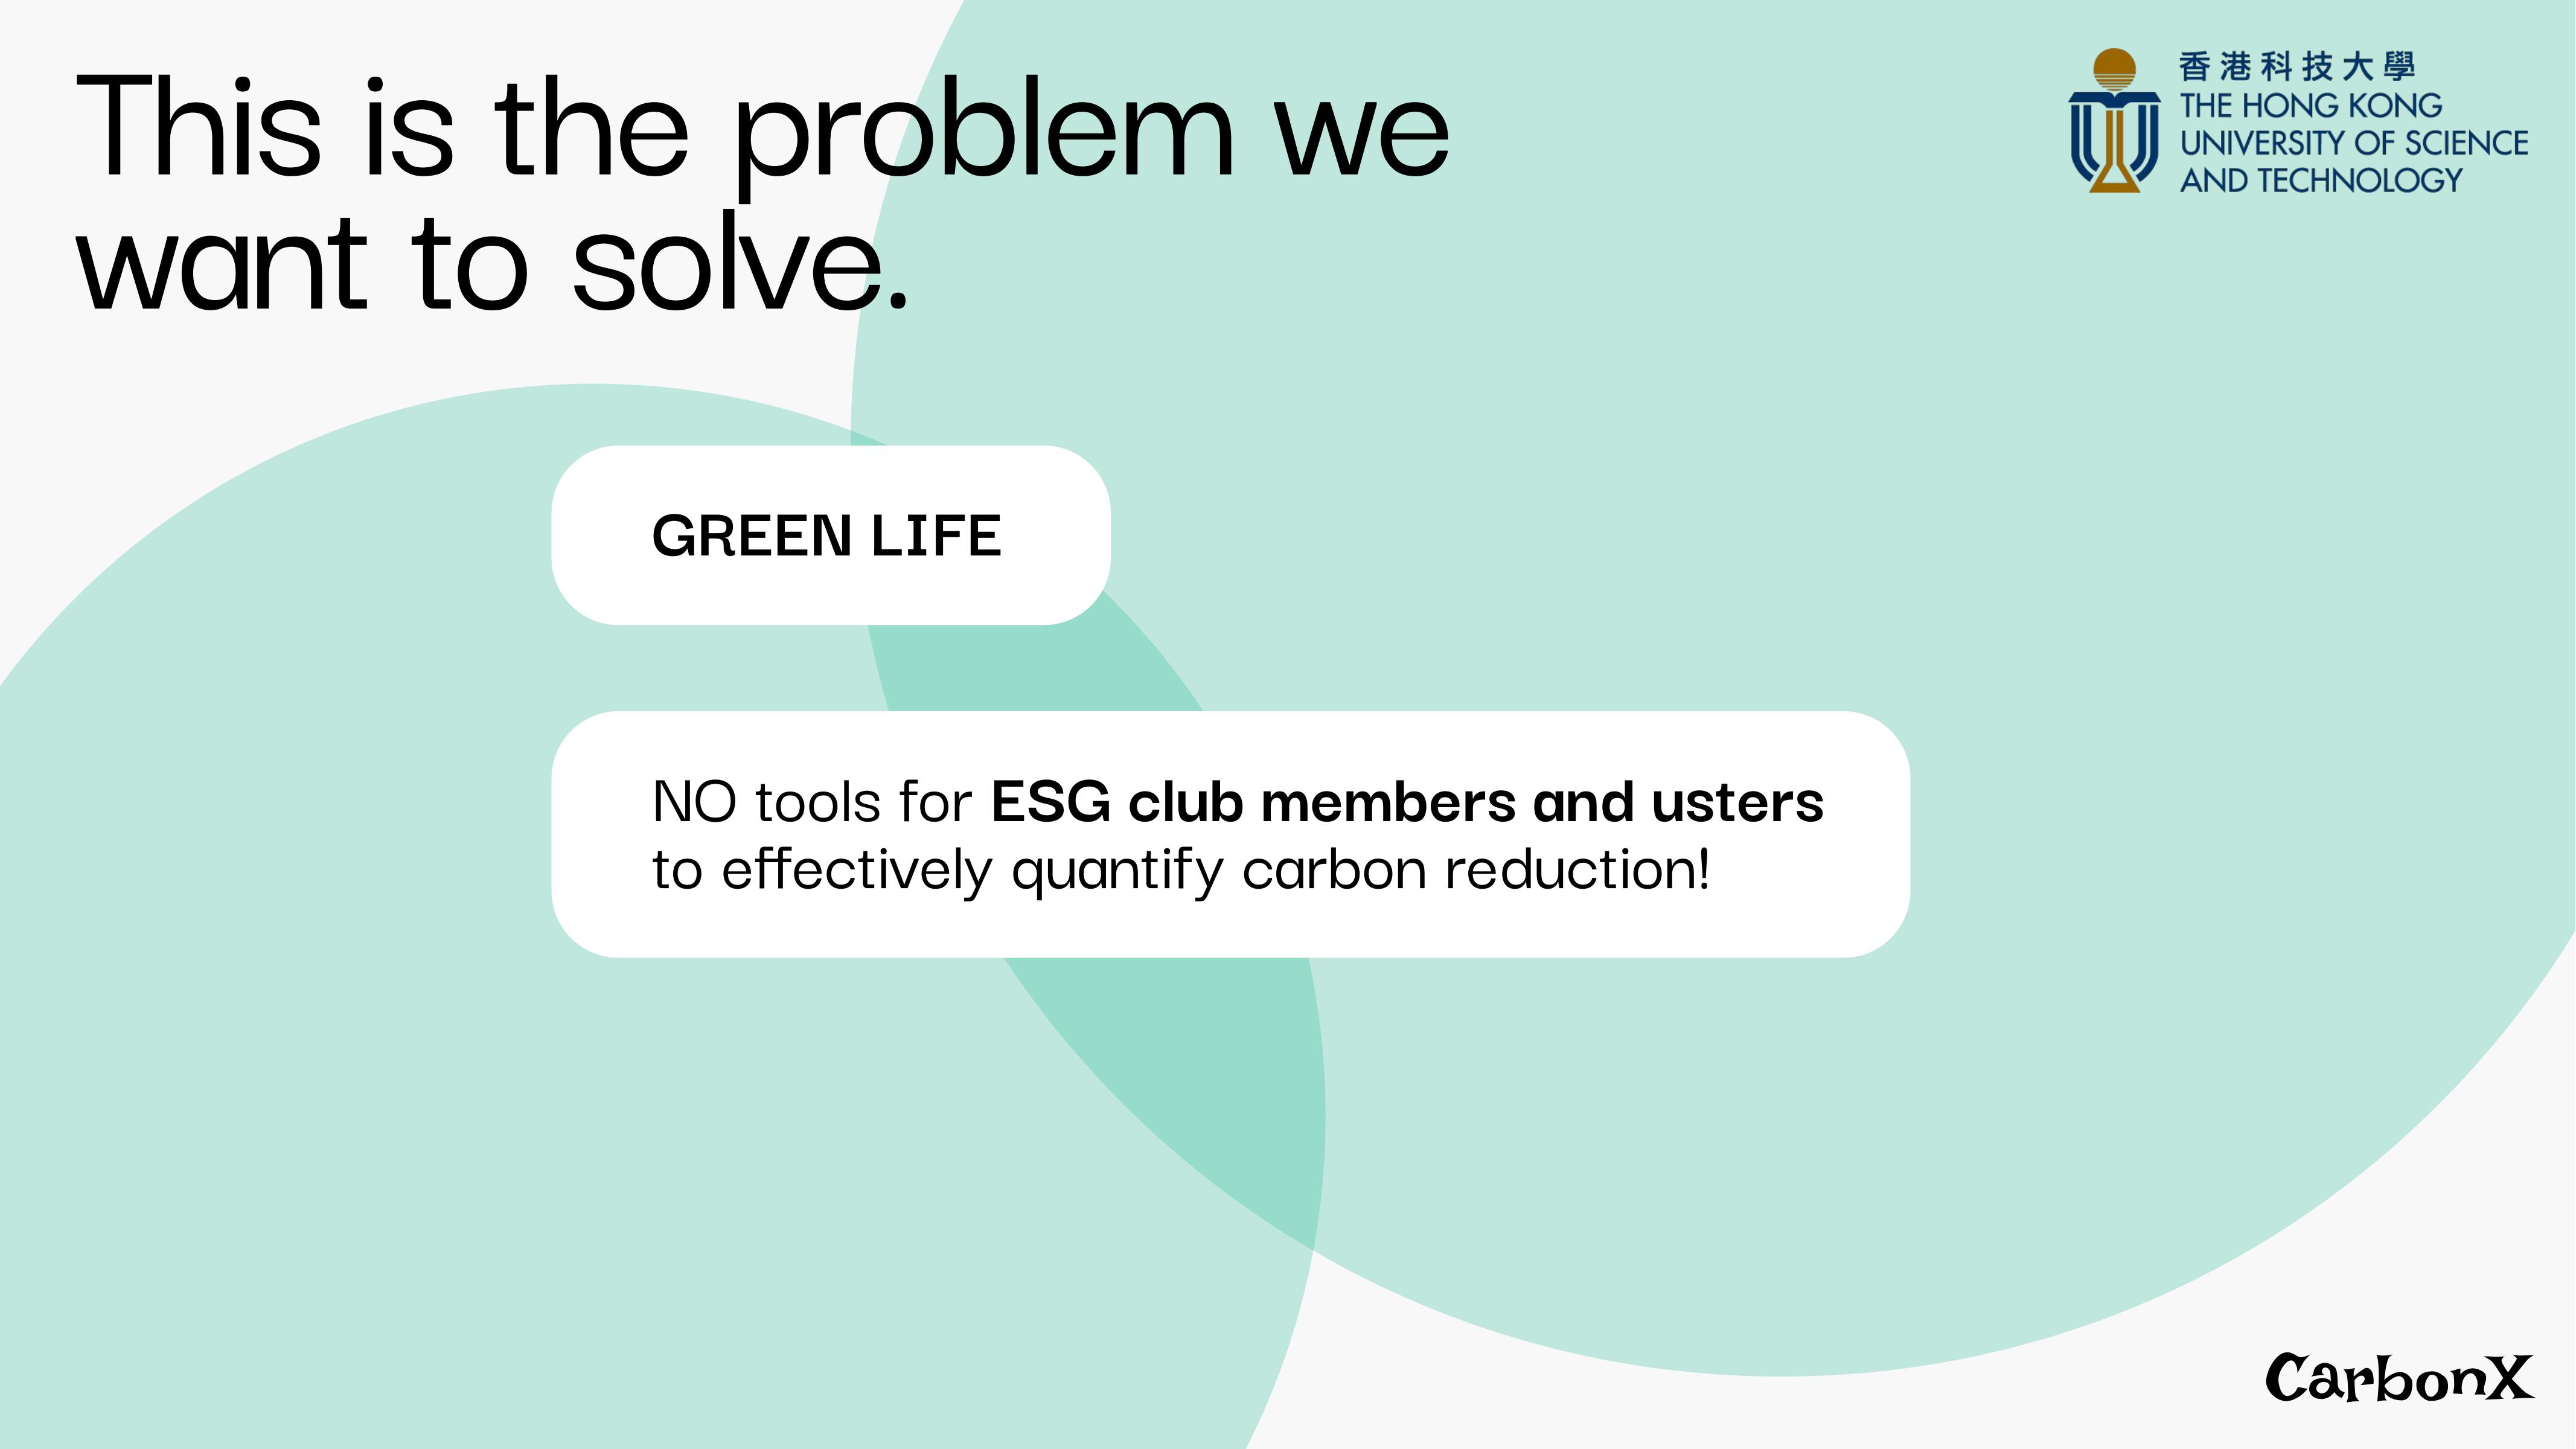 This is the problem we
want to solve.
香港科技大學
THE HONG KONG
UNIVERSITY OF SCIENCE
AND TECHNOLOGY
GREEN LIFE
NO tools for ESG club members and usters
to effectively quantify carbon reduction!
CarbonX